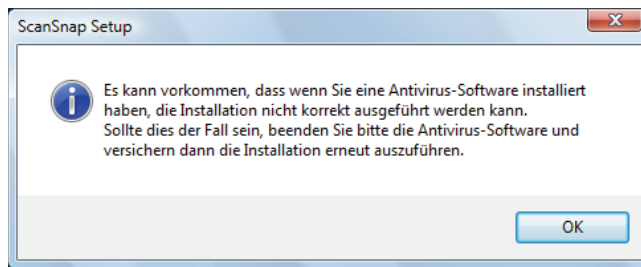 ScanSnap Setup
Es kann vorkommen, dass wenn Sie eine Antivirus-Software installiert
haben, die Installation nicht korrekt ausgeführt werden kann.
Sollte dies der Fall sein, beenden Sie bitte die Antivirus-Software und
versichern dann die Installation erneut auszuführen.
OK